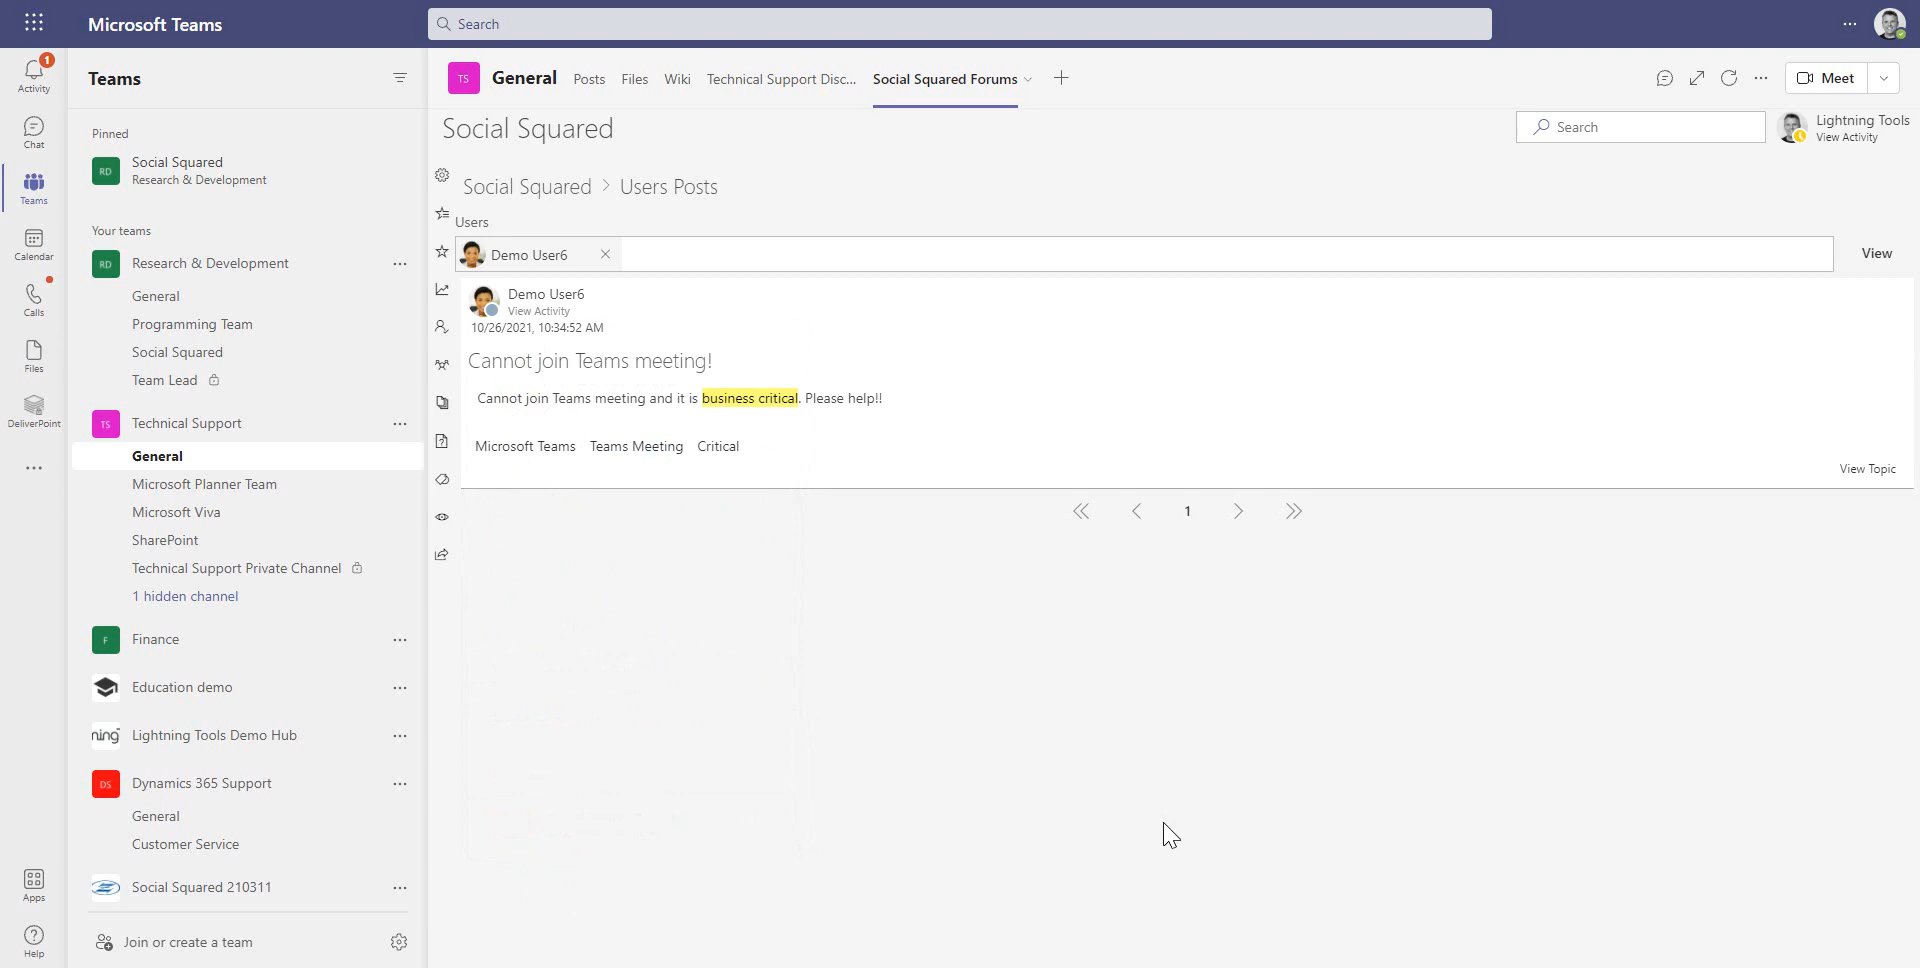 Microsoft Teams
Search
1
Activity
Chat
Teams
Calendar
Calls
Files
DeliverPoint
Apps
Help
Teams
Pinned
RD
Social Squared
Research & Development
Your teams
RD Research & Development
General
Programming Team
Social Squared
Team Lead
TS Technical Support
General
Microsoft Planner Team
Microsoft Viva
SharePoint
Technical Support Private Channel
1 hidden channel
F Finance
Education demo
ning Lightning Tools Demo Hub
DS Dynamics 365 Support
General
Customer Service
Social Squared 210311
Join or create a team
TS General Posts Files Wiki Technical Support Disc... Social Squared Forums
Meet
Social Squared
Search
Lightning Tools
View Activity
Social Squared > Users Posts
Users
Demo User6
View
Demo User6
View Activity
10/26/2021, 10:34:52 AM
Cannot join Teams meeting!
Cannot join Teams meeting and it is business critical. Please help!!
Microsoft Teams Teams Meeting Critical
View Topic
1